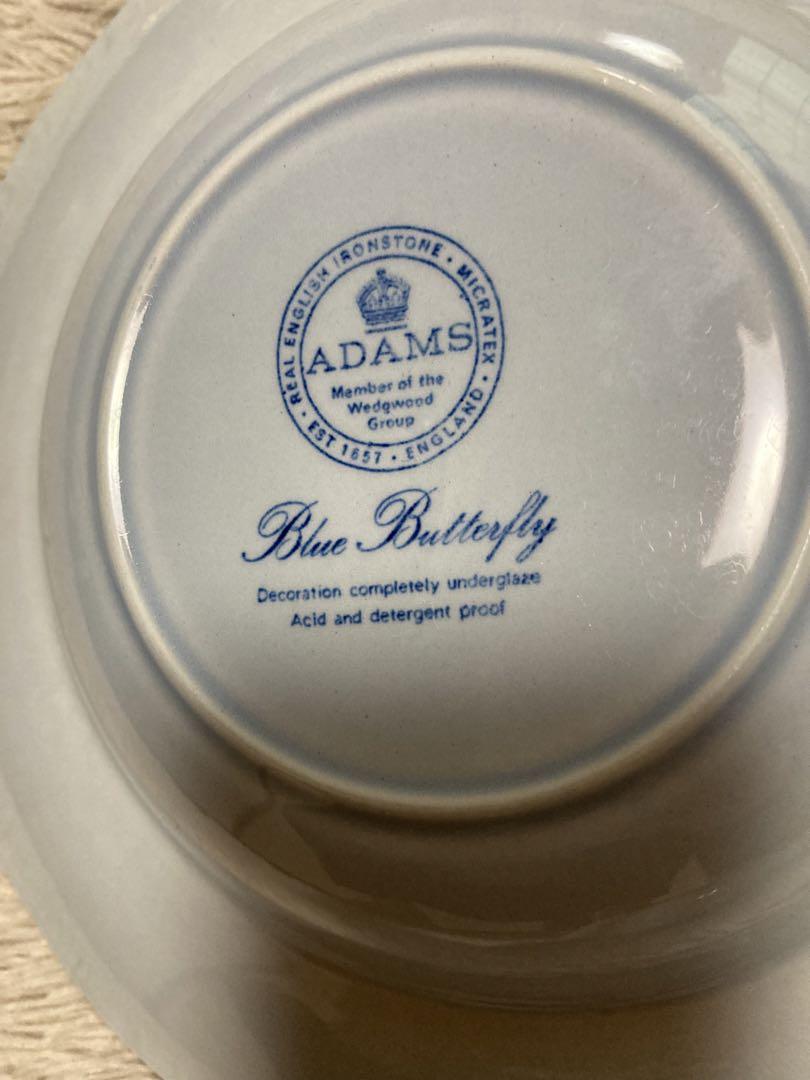 REAL ENGLISH IRONSTONE · MICRATEX ·
ADAMS
Member of the
Wedgwood
Group
· EST 1657 · ENGLAND ·
Blue Butterfly
Decoration completely underglaze
Acid and detergent proof